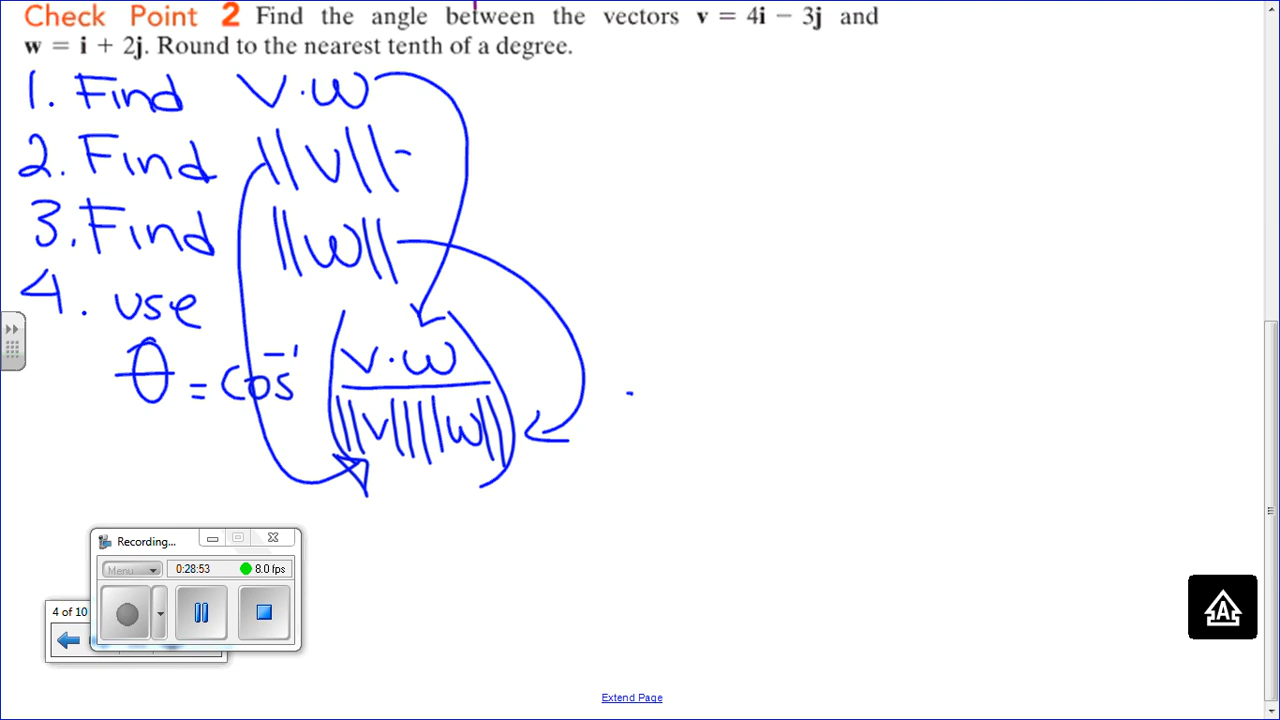 Check Point 2 Find the angle between the vectors v = 4i − 3j and
w = i + 2j. Round to the nearest tenth of a degree.
1. Find v·w
2. Find ||v||
3. Find ||w||
4. use
θ = cos⁻¹ (v·w / ||v|| ||w||)
Recording...
Menu 0:28:53 8.0 fps
4 of 10
A
Extend Page